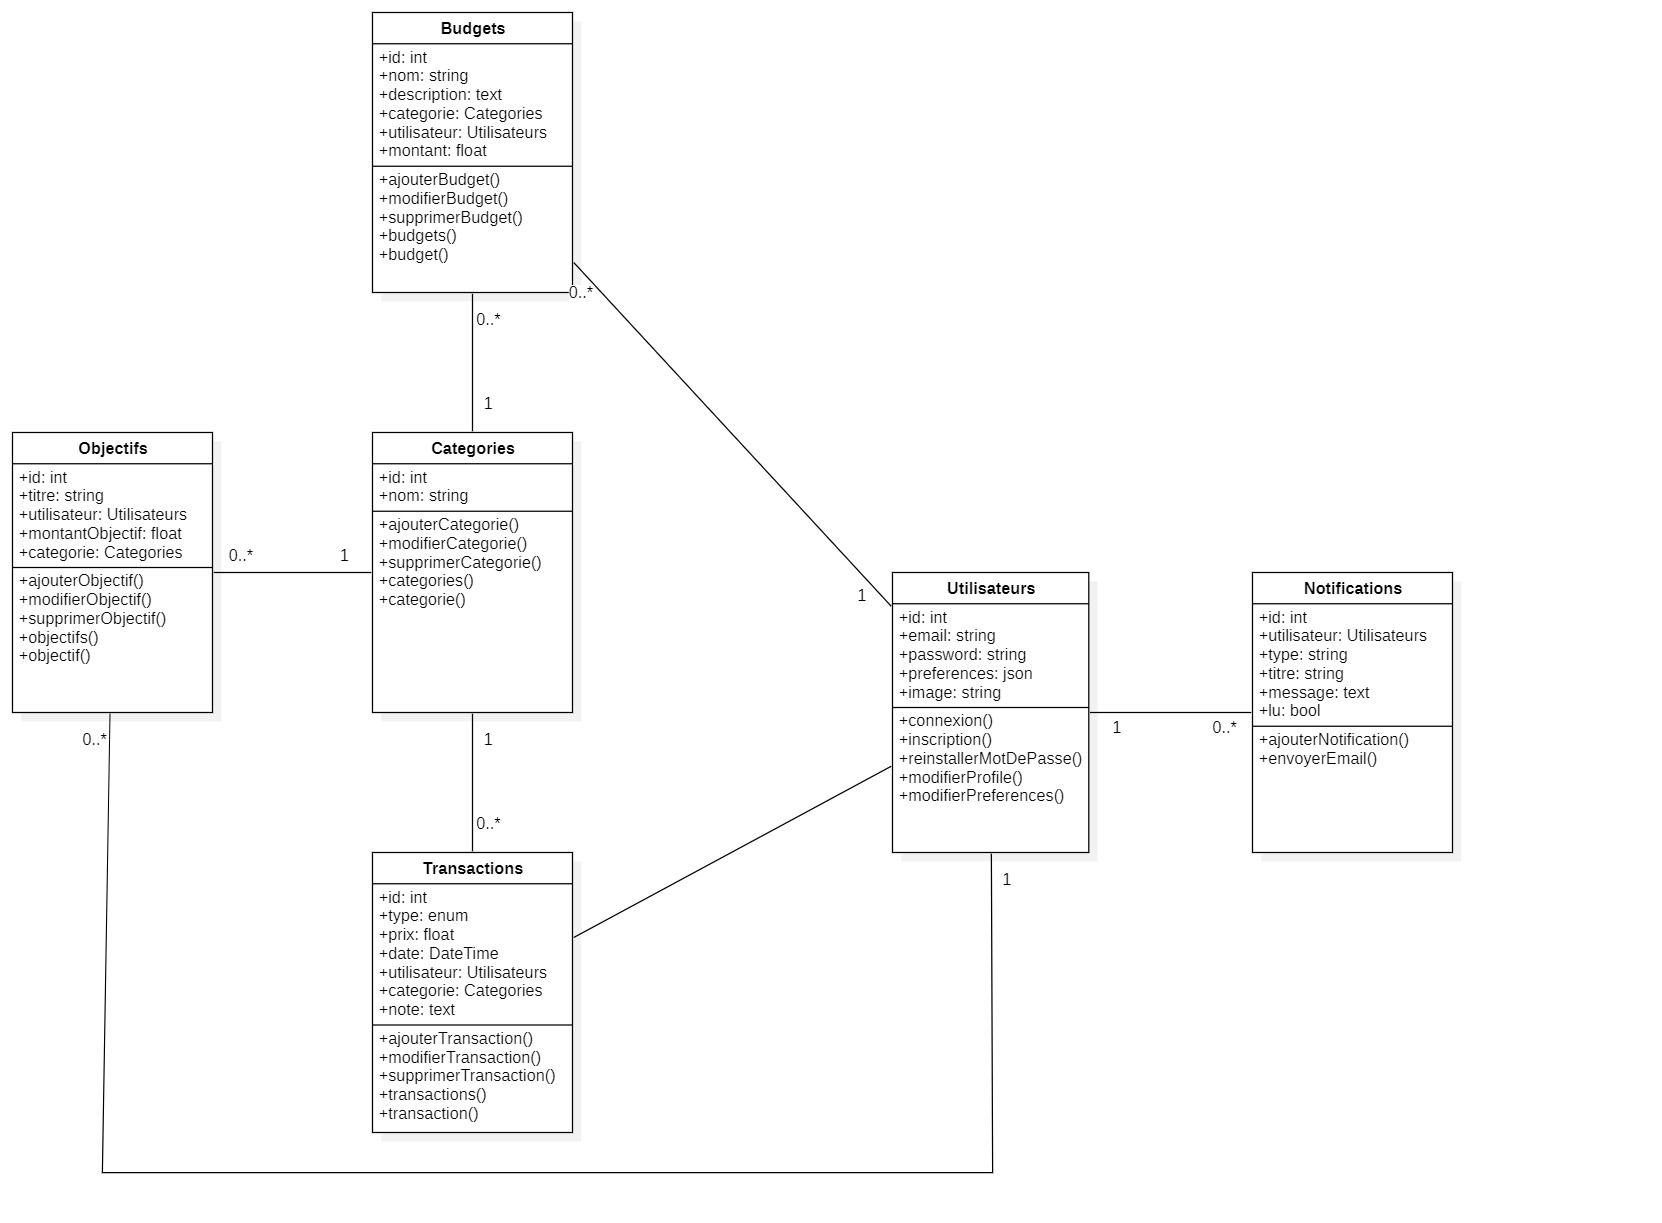 Budgets
+id: int
+nom: string
+description: text
+categorie: Categories
+utilisateur: Utilisateurs
+montant: float
+ajouterBudget()
+modifierBudget()
+supprimerBudget()
+budgets()
+budget()
0..*
0..*
1
Objectifs
+id: int
+titre: string
+utilisateur: Utilisateurs
+montantObjectif: float
+categorie: Categories
+ajouterObjectif()
+modifierObjectif()
+supprimerObjectif()
+objectifs()
+objectif()
0..*
1
0..*
Categories
+id: int
+nom: string
+ajouterCategorie()
+modifierCategorie()
+supprimerCategorie()
+categories()
+categorie()
1
0..*
1
Utilisateurs
+id: int
+email: string
+password: string
+preferences: json
+image: string
+connexion()
+inscription()
+reinstallerMotDePasse()
+modifierProfile()
+modifierPreferences()
1
0..*
1
Notifications
+id: int
+utilisateur: Utilisateurs
+type: string
+titre: string
+message: text
+lu: bool
+ajouterNotification()
+envoyerEmail()
Transactions
+id: int
+type: enum
+prix: float
+date: DateTime
+utilisateur: Utilisateurs
+categorie: Categories
+note: text
+ajouterTransaction()
+modifierTransaction()
+supprimerTransaction()
+transactions()
+transaction()